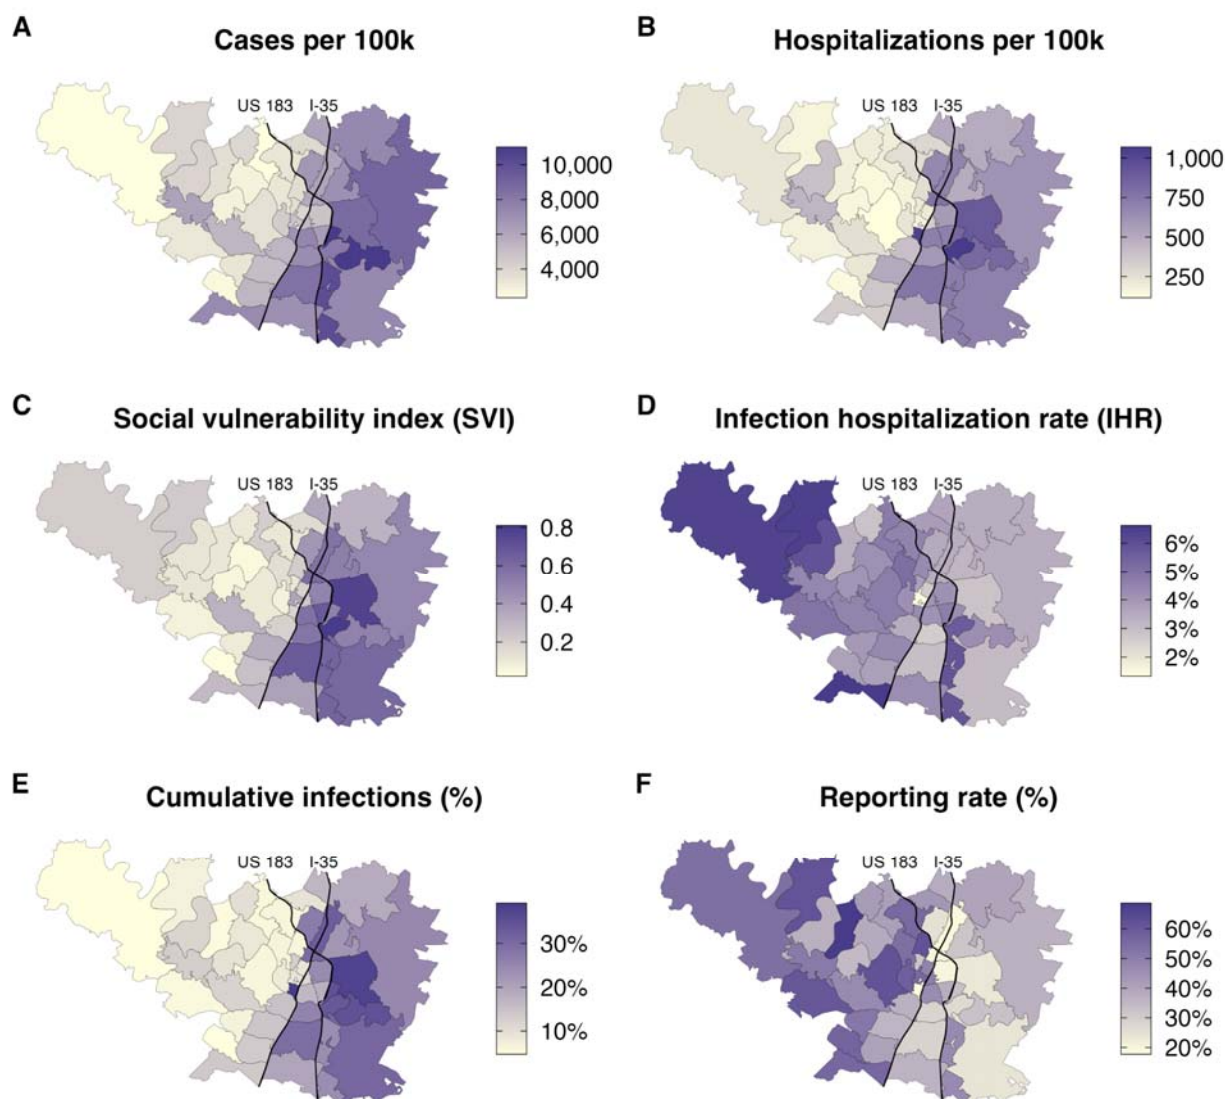 A
Cases per 100k
US 183 I-35
10,000
8,000
6,000
4,000
B
Hospitalizations per 100k
US 183 I-35
1,000
750
500
250
C
Social vulnerability index (SVI)
US 183 I-35
0.8
0.4
0.2
D
Infection hospitalization rate (IHR)
US 183 I-35
6%
5%
4%
3%
2%
E
Cumulative infections (%)
US 183 I-35
30%
20%
10%
F
Reporting rate (%)
US 183 I-35
60%
50%
40%
30%
20%